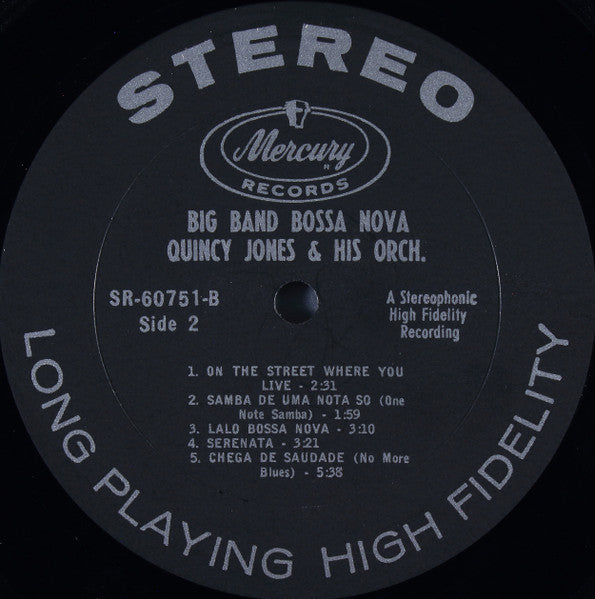 STEREO
Mercury
RECORDS
BIG BAND BOSSA NOVA
QUINCY JONES & HIS ORCH.
SR-60751-B
Side 2
A Stereophonic
High Fidelity
Recording
1. ON THE STREET WHERE YOU
LIVE - 2:31
2. SAMBA DE UMA NOTA SO (One
Note Samba) - 1:59
3. LALO BOSSA NOVA - 3:10
4. SERENATA - 3:21
5. CHEGA DE SAUDADE (No More
Blues) - 5:38
LONG PLAYING HIGH FIDELITY